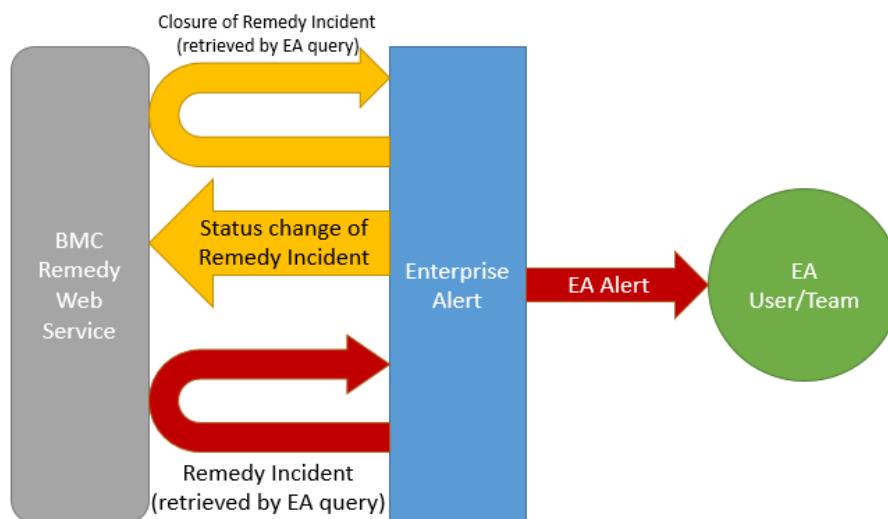 Closure of Remedy Incident
(retrieved by EA query)
Status change of
Remedy Incident
BMC
Remedy
Web
Service
Enterprise
Alert
EA Alert
EA
User/Team
Remedy Incident
(retrieved by EA query)